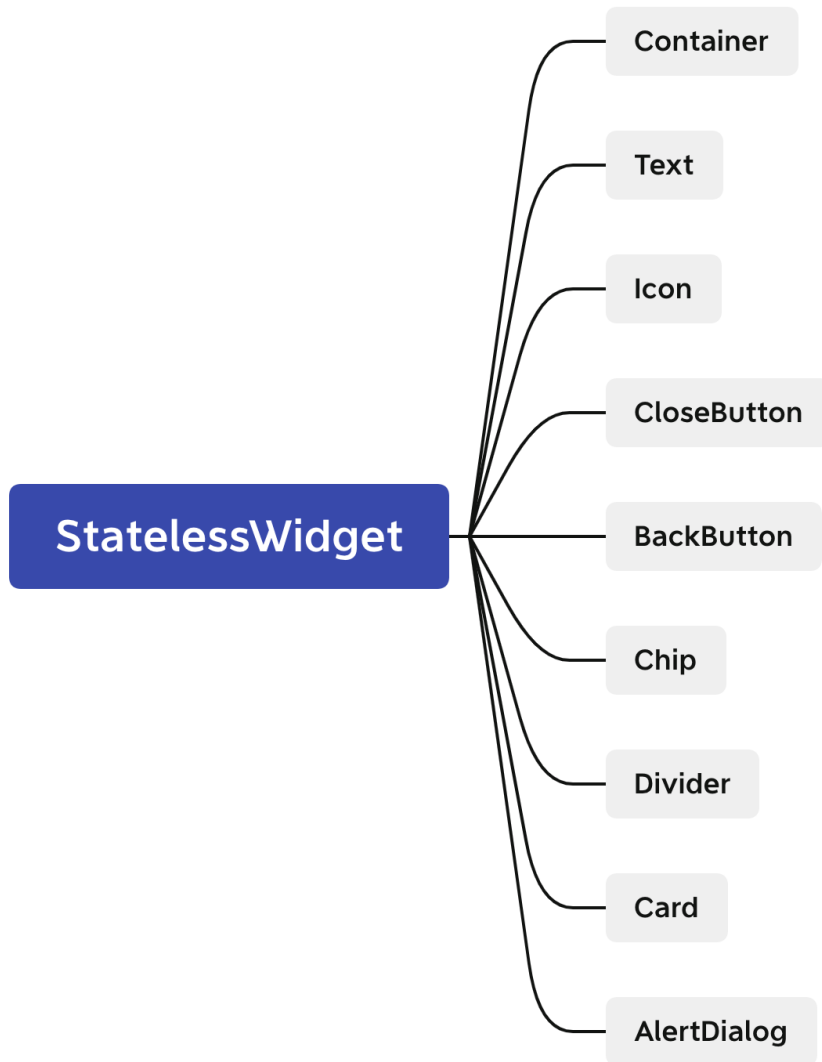 StatelessWidget
Container
Text
Icon
CloseButton
BackButton
Chip
Divider
Card
AlertDialog